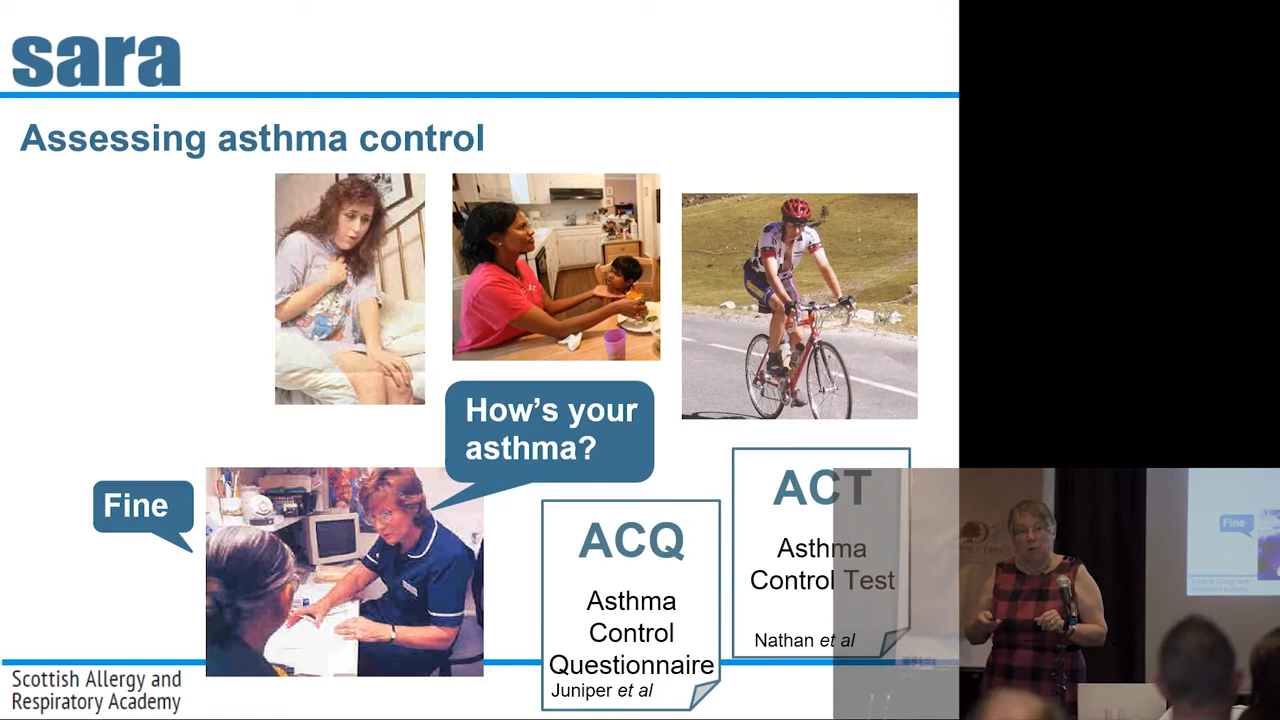 sara
Assessing asthma control
How's your
asthma?
Fine
ACQ
Asthma
Control
Questionnaire
Juniper et al
ACT
Asthma
Control Test
Nathan et al
Scottish Allergy and
Respiratory Academy
Fine